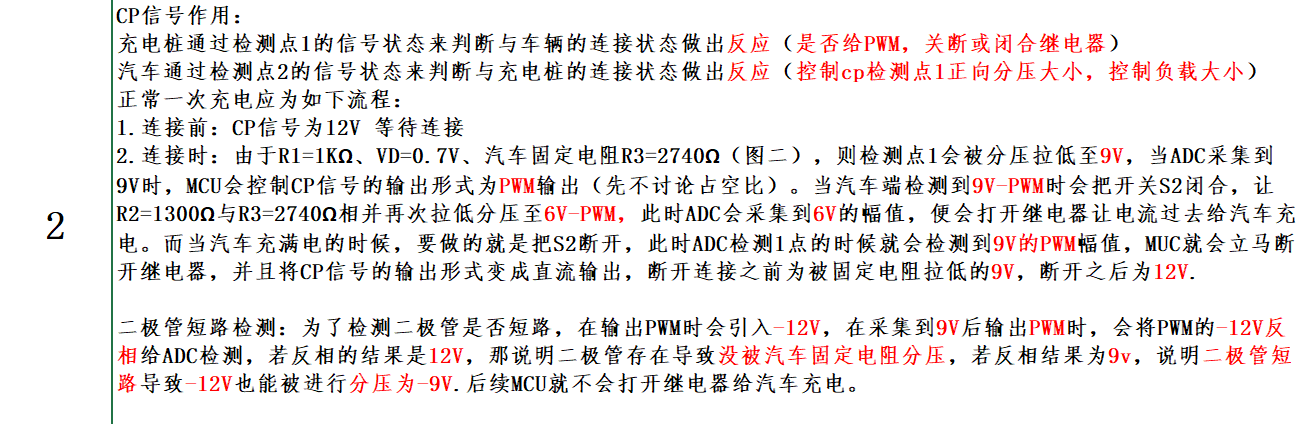 CP信号作用：
充电桩通过检测点1的信号状态来判断与车辆的连接状态做出反应（是否给PWM，关断或闭合继电器）
汽车通过检测点2的信号状态来判断与充电桩的连接状态做出反应（控制cp检测点1正向分压大小，控制负载大小）
正常一次充电应为如下流程：
1.连接前：CP信号为12V 等待连接
2.连接时：由于R1=1KΩ、VD=0.7V、汽车固定电阻R3=2740Ω（图二），则检测点1会被分压拉低至9V，当ADC采集到
9V时，MCU会控制CP信号的输出形式为PWM输出（先不讨论占空比）。当汽车端检测到9V-PWM时会把开关S2闭合，让
R2=1300Ω与R3=2740Ω相并再次拉低分压至6V-PWM，此时ADC会采集到6V的幅值，便会打开继电器让电流过去给汽车充
2
电。而当汽车充满电的时候，要做的就是把S2断开，此时ADC检测1点的时候就会检测到9V的PWM幅值，MUC就会立马断
开继电器，并且将CP信号的输出形式变成直流输出，断开连接之前为被固定电阻拉低的9V，断开之后为12V.
二极管短路检测：为了检测二极管是否短路，在输出PWM时会引入-12V，在采集到9V后输出PWM时，会将PWM的-12V反
相给ADC检测，若反相的结果是12V，那说明二极管存在导致没被汽车固定电阻分压，若反相结果为9v，说明二极管短
路导致-12V也能被进行分压为-9V.后续MCU就不会打开继电器给汽车充电。